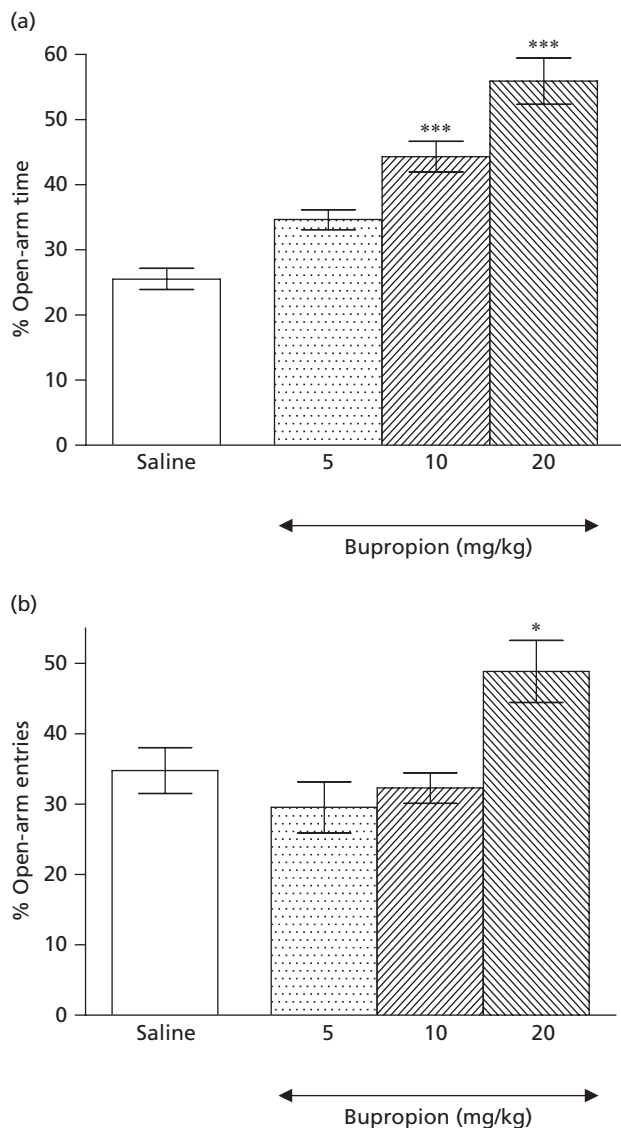 (a)
60
***
***
50
40
30
20
10
0
% Open-arm time
Saline 5 10 20
Bupropion (mg/kg)
(b)
*
50
40
30
20
10
0
% Open-arm entries
Saline 5 10 20
Bupropion (mg/kg)